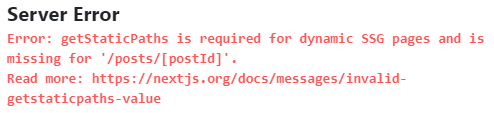 Server Error
Error: getStaticPaths is required for dynamic SSG pages and is
missing for '/posts/[postId]'.
Read more: https://nextjs.org/docs/messages/invalid-
getstaticpaths-value